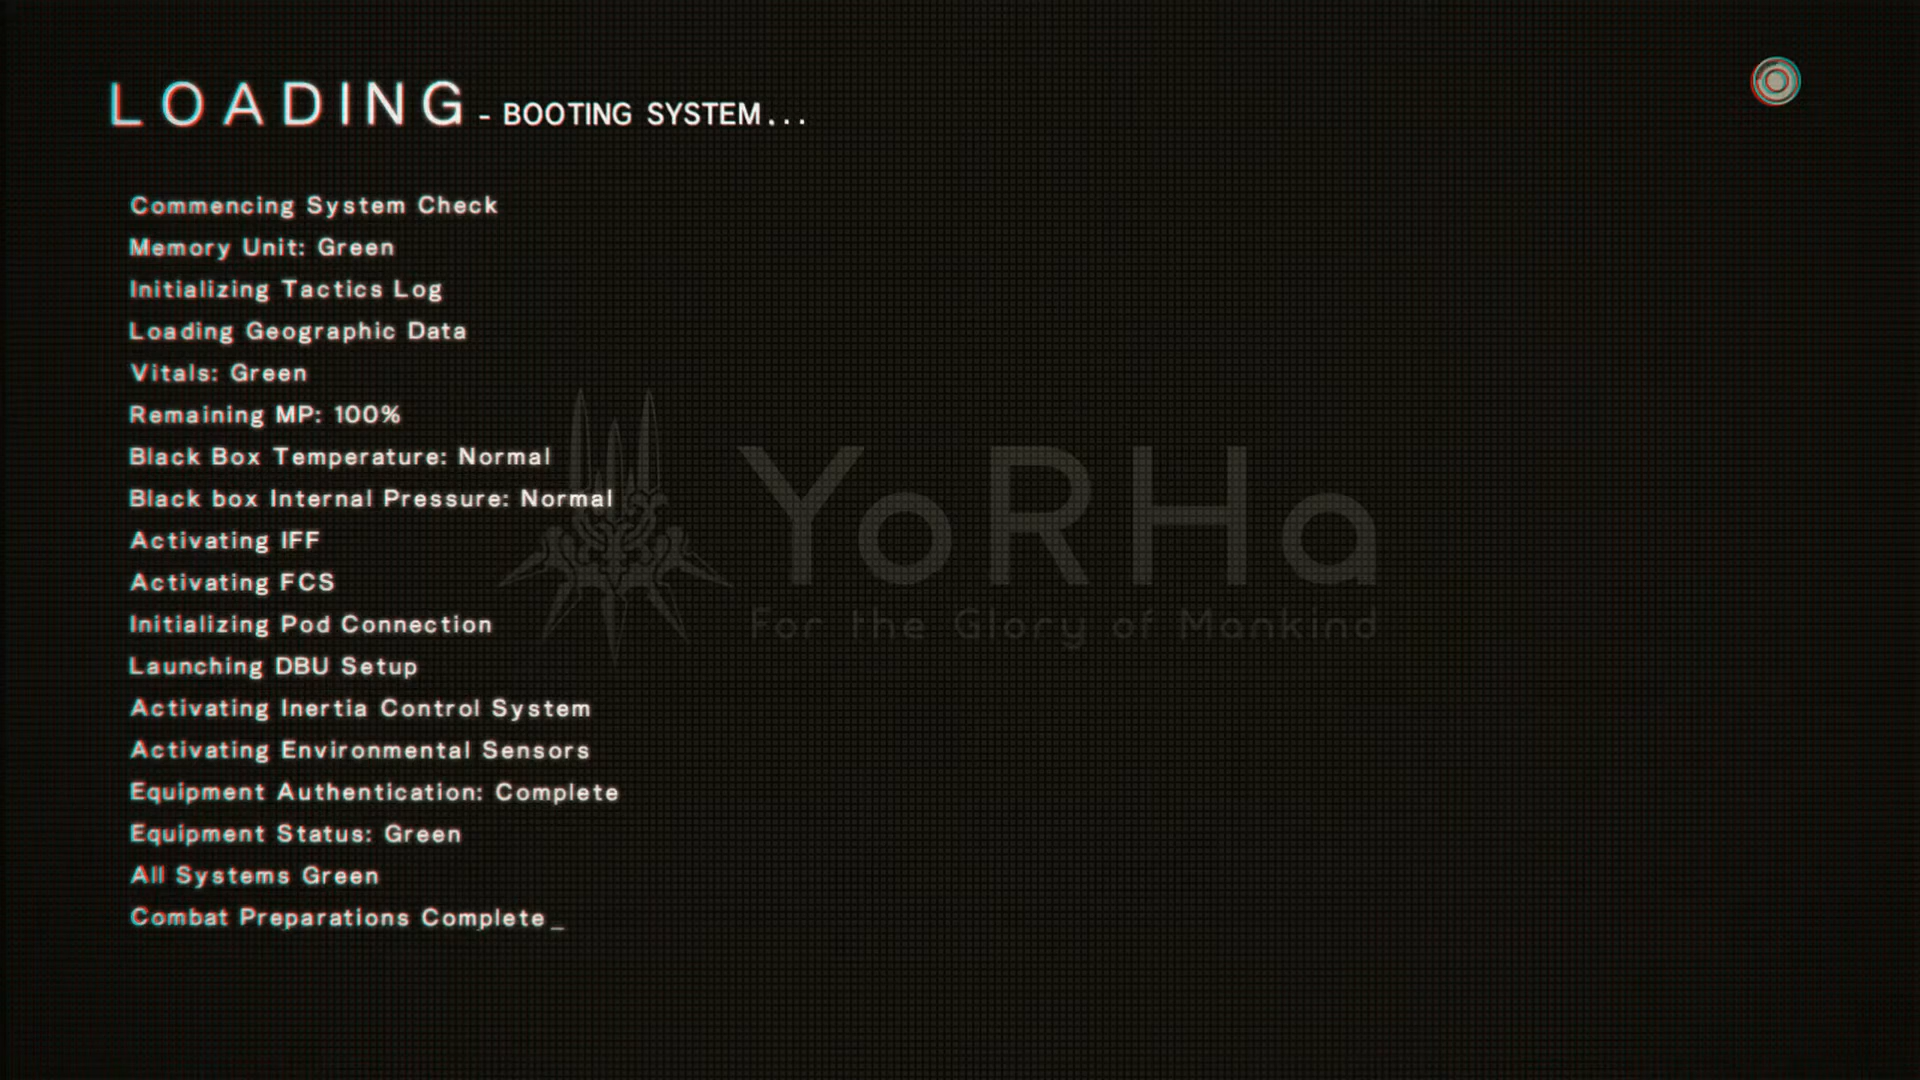 LOADING - BOOTING SYSTEM...
Commencing System Check
Memory Unit: Green
Initializing Tactics Log
Loading Geographic Data
Vitals: Green
Remaining MP: 100%
Black Box Temperature: Normal
Black box Internal Pressure: Normal
Activating IFF
Activating FCS
Initializing Pod Connection
Launching DBU Setup
Activating Inertia Control System
Activating Environmental Sensors
Equipment Authentication: Complete
Equipment Status: Green
All Systems Green
Combat Preparations Complete_
YoRHa
For the Glory of Mankind